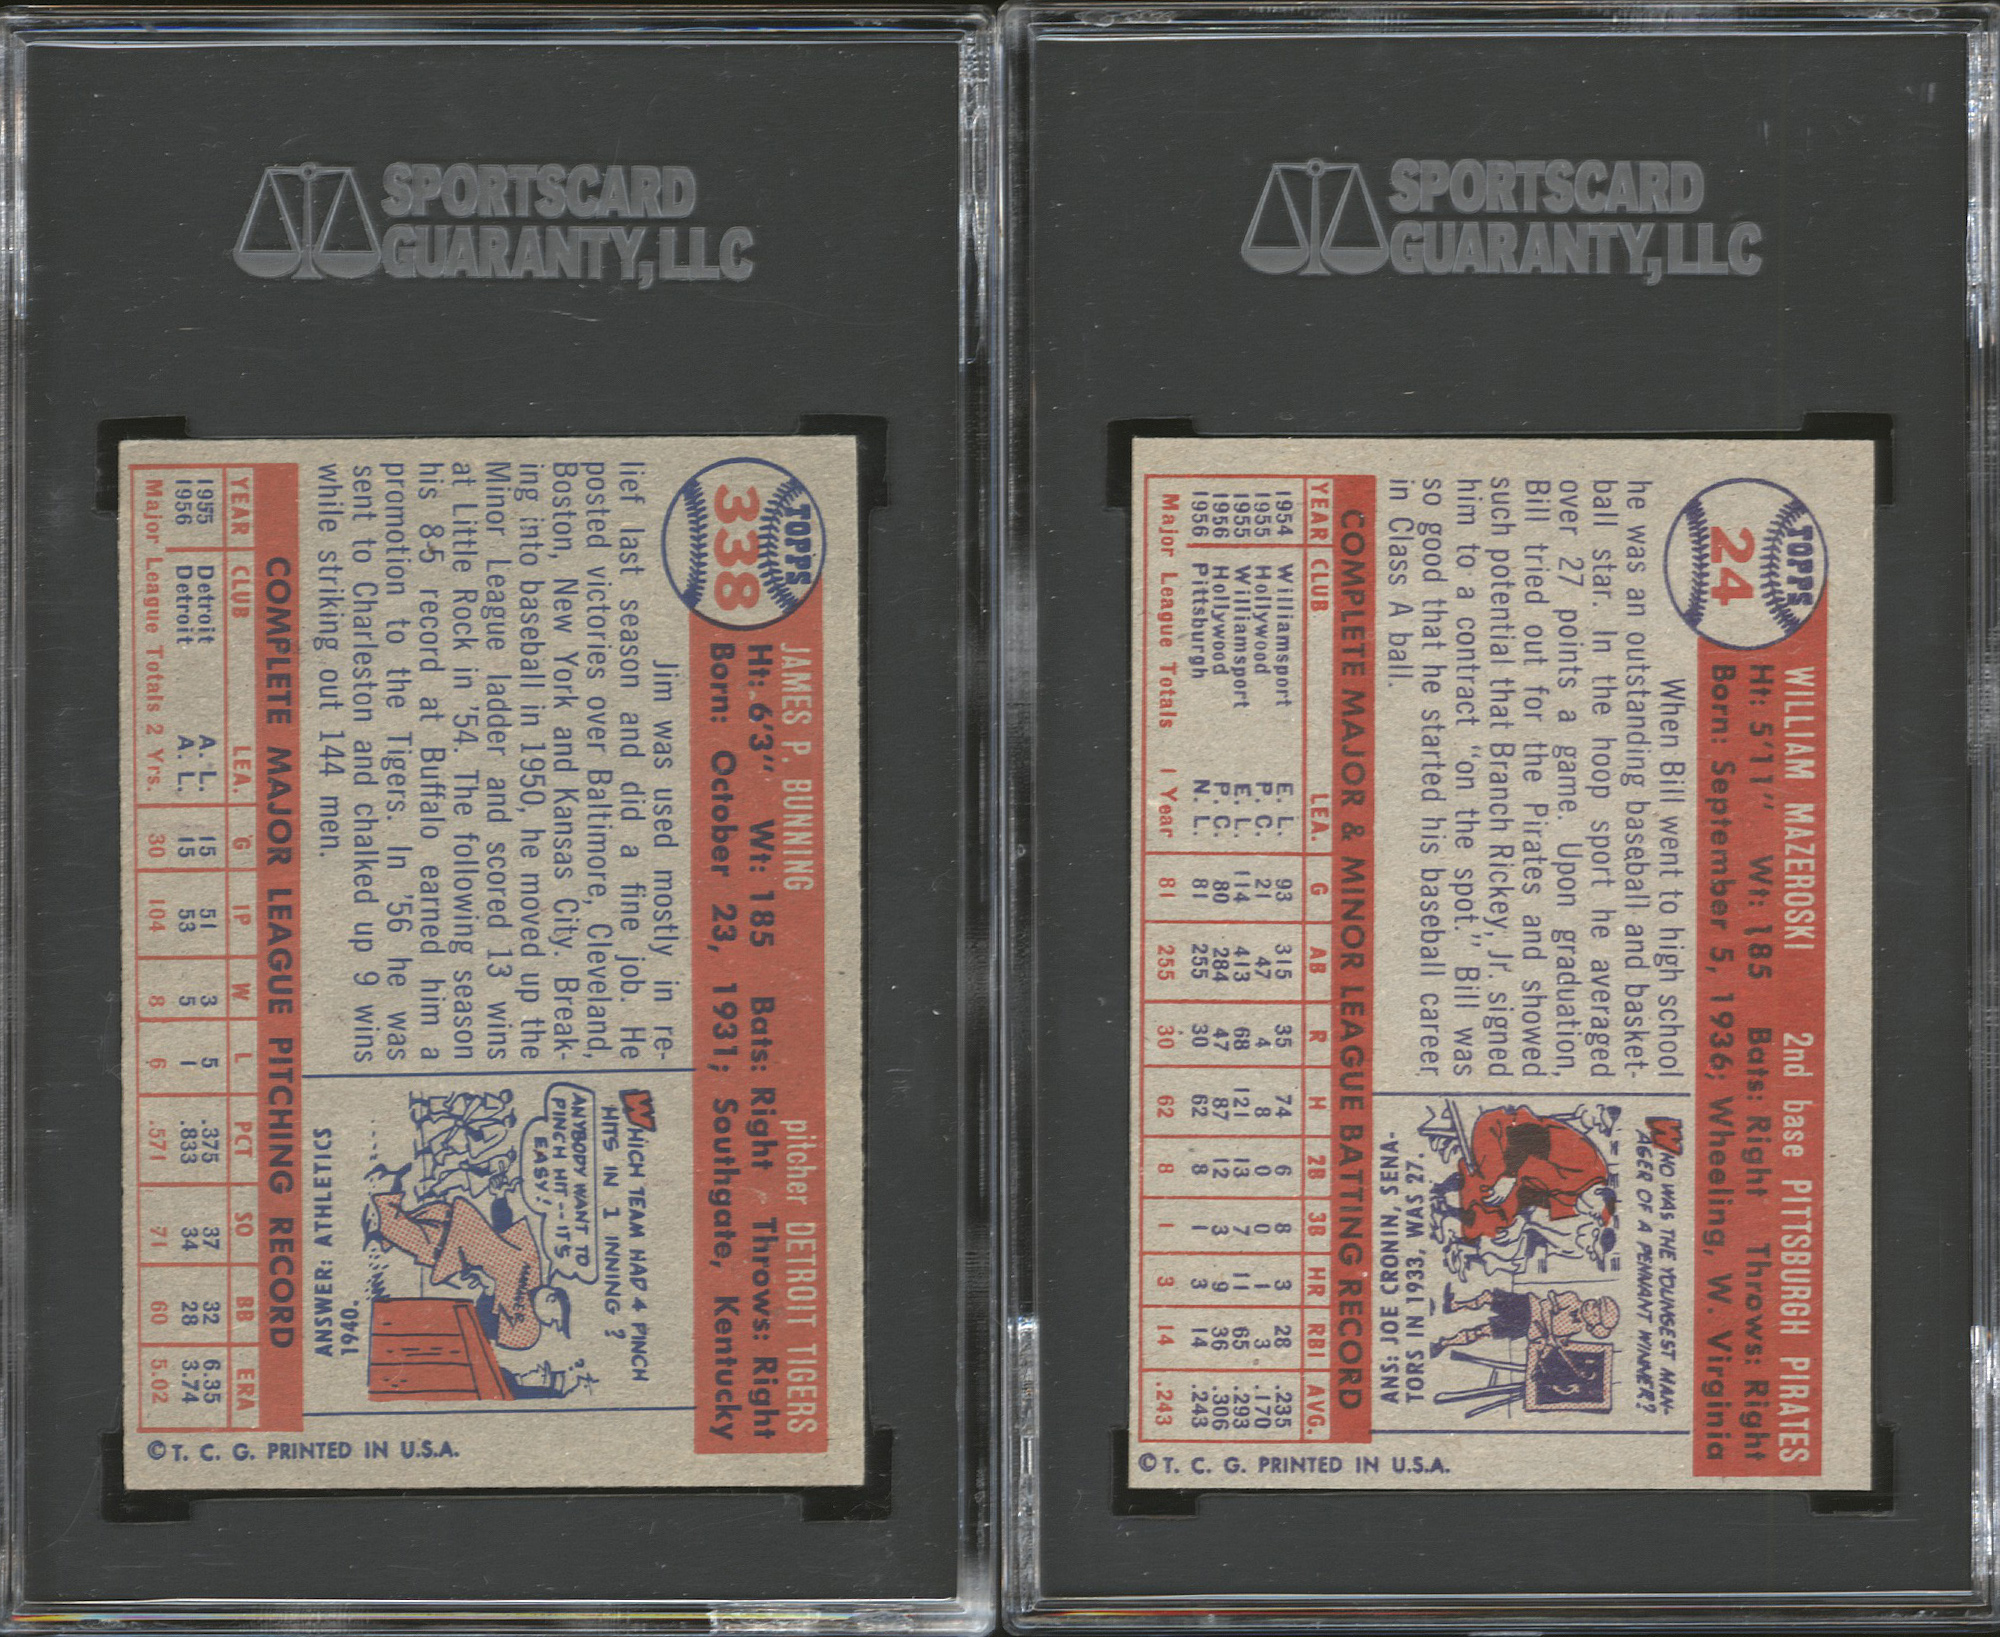 SPORTSCARD
GUARANTY, LLC
TOPPS
338
JAMES P. BUNNING pitcher DETROIT TIGERS
Ht: 6'3" Wt: 185 Bats: Right Throws: Right
Born: October 23, 1931; Southgate, Kentucky
Jim was used mostly in re-
lief last season and did a fine job. He
posted victories over Baltimore, Cleveland,
Boston, New York and Kansas City. Break-
ing into baseball in 1950, he moved up the
Minor League ladder and scored 13 wins
at Little Rock in '54. The following season
his 8-5 record at Buffalo earned him a
promotion to the Tigers. In '56 he was
sent to Charleston and chalked up 9 wins
while striking out 144 men.
WHICH TEAM HAD 4 PINCH
HITS IN 1 INNING?
ANYBODY WANT TO
PINCH HIT -- IT'S
EASY!
MANAGER
ANSWER: ATHLETICS
1940.
COMPLETE MAJOR LEAGUE PITCHING RECORD
YEAR CLUB LEA. G IP W L PCT SO BB ERA
1955 Detroit A. L. 15 51 3 5 .375 37 32 6.35
1956 Detroit A. L. 15 53 5 1 .833 34 28 3.74
Major League Totals 2 Yrs. 30 104 8 6 .571 71 60 5.02
© T. C. G. PRINTED IN U.S.A.
SPORTSCARD
GUARANTY, LLC
TOPPS
24
WILLIAM MAZEROSKI 2nd base PITTSBURGH PIRATES
Ht: 5'11" Wt: 185 Bats: Right Throws: Right
Born: September 5, 1936; Wheeling, W. Virginia
When Bill went to high school
he was an outstanding baseball and basket-
ball star. In the hoop sport he averaged
over 27 points a game. Upon graduation,
Bill tried out for the Pirates and showed
such potential that Branch Rickey, Jr. signed
him to a contract "on the spot." Bill was
so good that he started his baseball career
in Class A ball.
WHO WAS THE YOUNGEST MAN-
AGER OF A PENNANT WINNER?
ANS: JOE CRONIN, SENA-
TORS IN 1933, WAS 27.
COMPLETE MAJOR & MINOR LEAGUE BATTING RECORD
YEAR CLUB LEA. G AB R H 2B 3B HR RBI AVG.
1954 Williamsport E. L. 93 315 35 74 6 8 3 28 .235
1955 Hollywood P. C. 21 47 4 8 0 0 1 3 .170
1955 Williamsport E. L. 114 413 68 121 13 7 11 65 .293
1956 Hollywood P. C. 80 284 47 87 12 3 9 36 .306
1956 Pittsburgh N. L. 81 255 30 62 8 1 3 14 .243
Major League Totals 1 Year 81 255 30 62 8 1 3 14 .243
© T. C. G. PRINTED IN U.S.A.